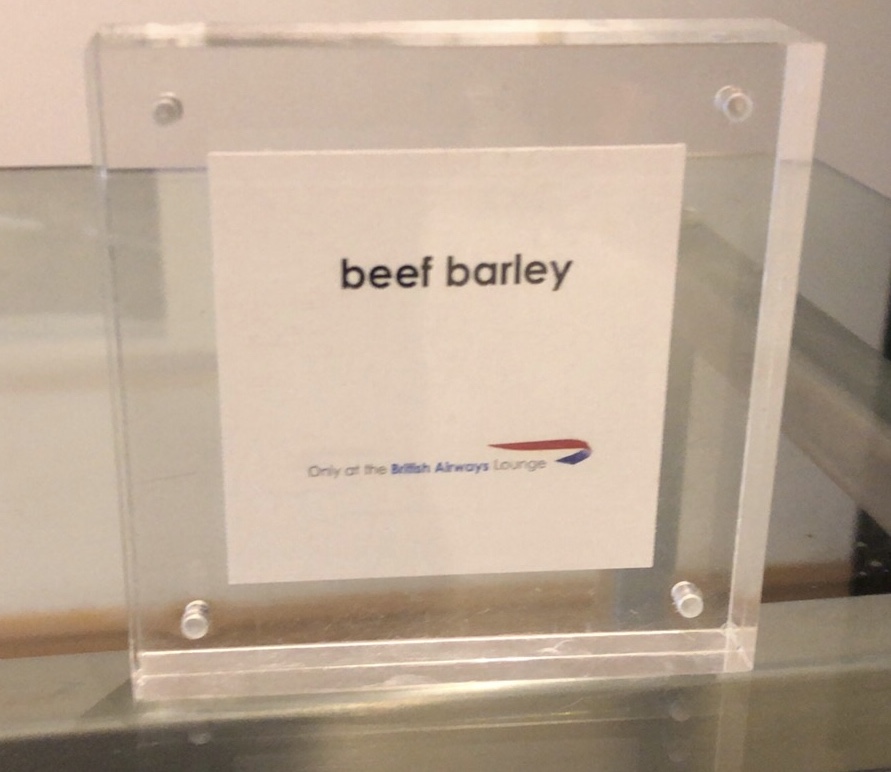 beef barley
Only at the British Airways Lounge